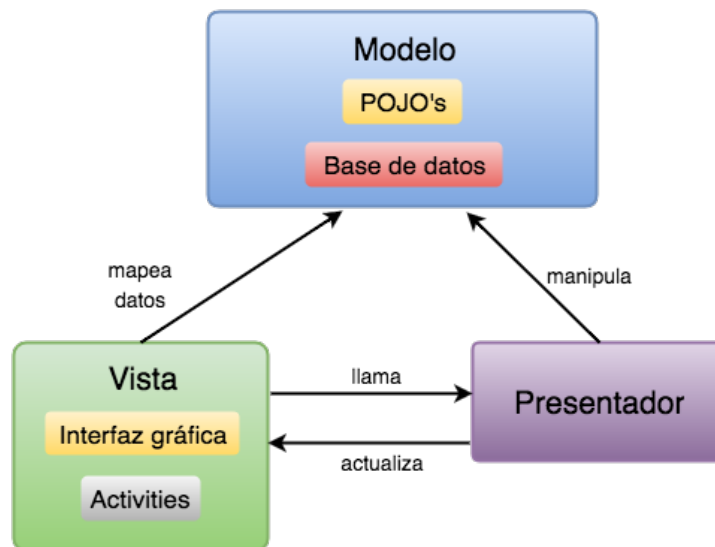 Modelo
POJO's
Base de datos
mapea
datos
manipula
Vista
Interfaz gráfica
Activities
llama
actualiza
Presentador